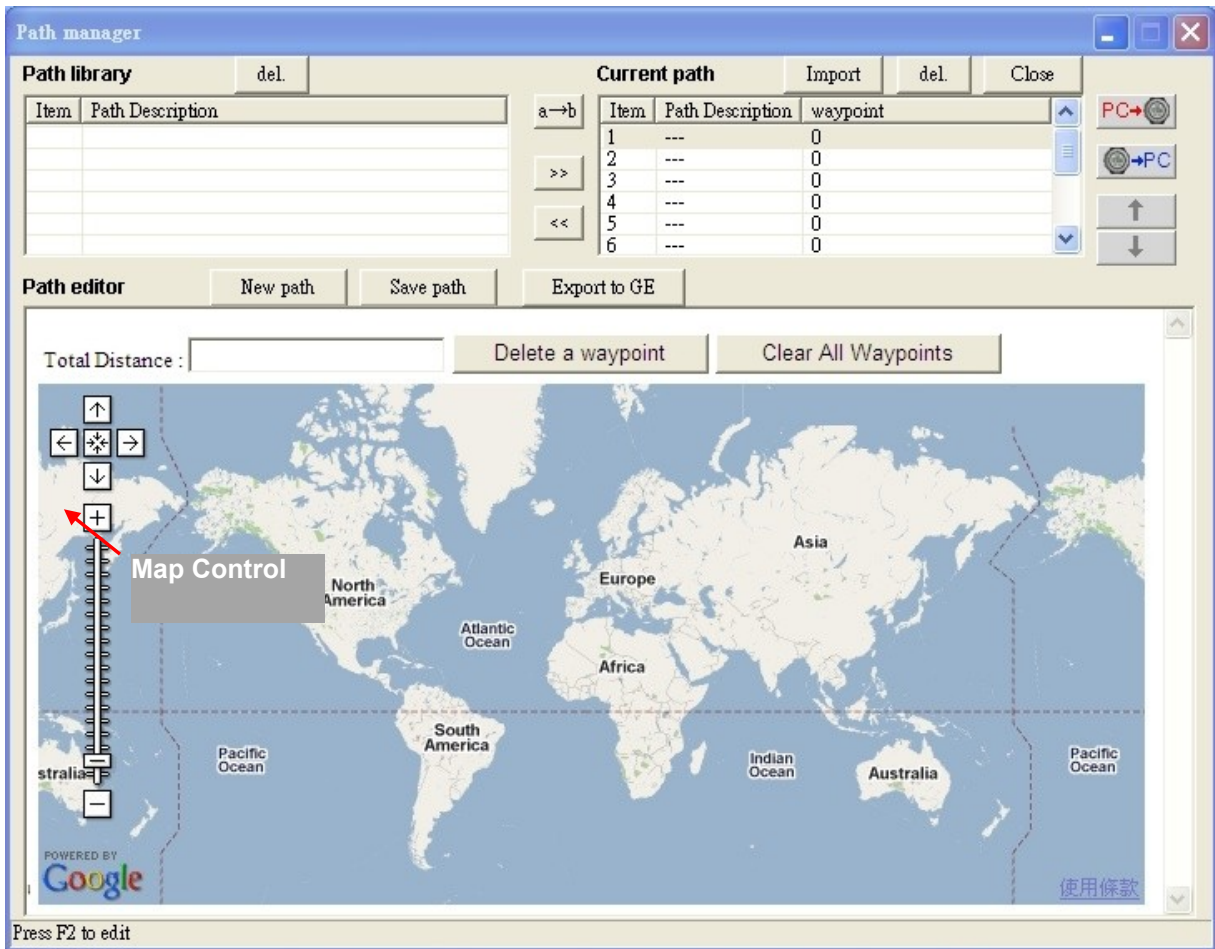 Path manager
Path library
del.
Current path
Import
del.
Close
Item Path Description
a→b
Item Path Description waypoint
PC→
1 --- 0
2 --- 0
→PC
>>
3 --- 0
4 --- 0
<<
5 --- 0
6 --- 0
Path editor
New path
Save path
Export to GE
Total Distance :
Delete a waypoint
Clear All Waypoints
Map Control
North
America
Atlantic
Ocean
Europe
Asia
Africa
South
America
Pacific
Ocean
Indian
Ocean
stralia
Australia
Pacific
Ocean
POWERED BY
Google
使用條款
Press F2 to edit